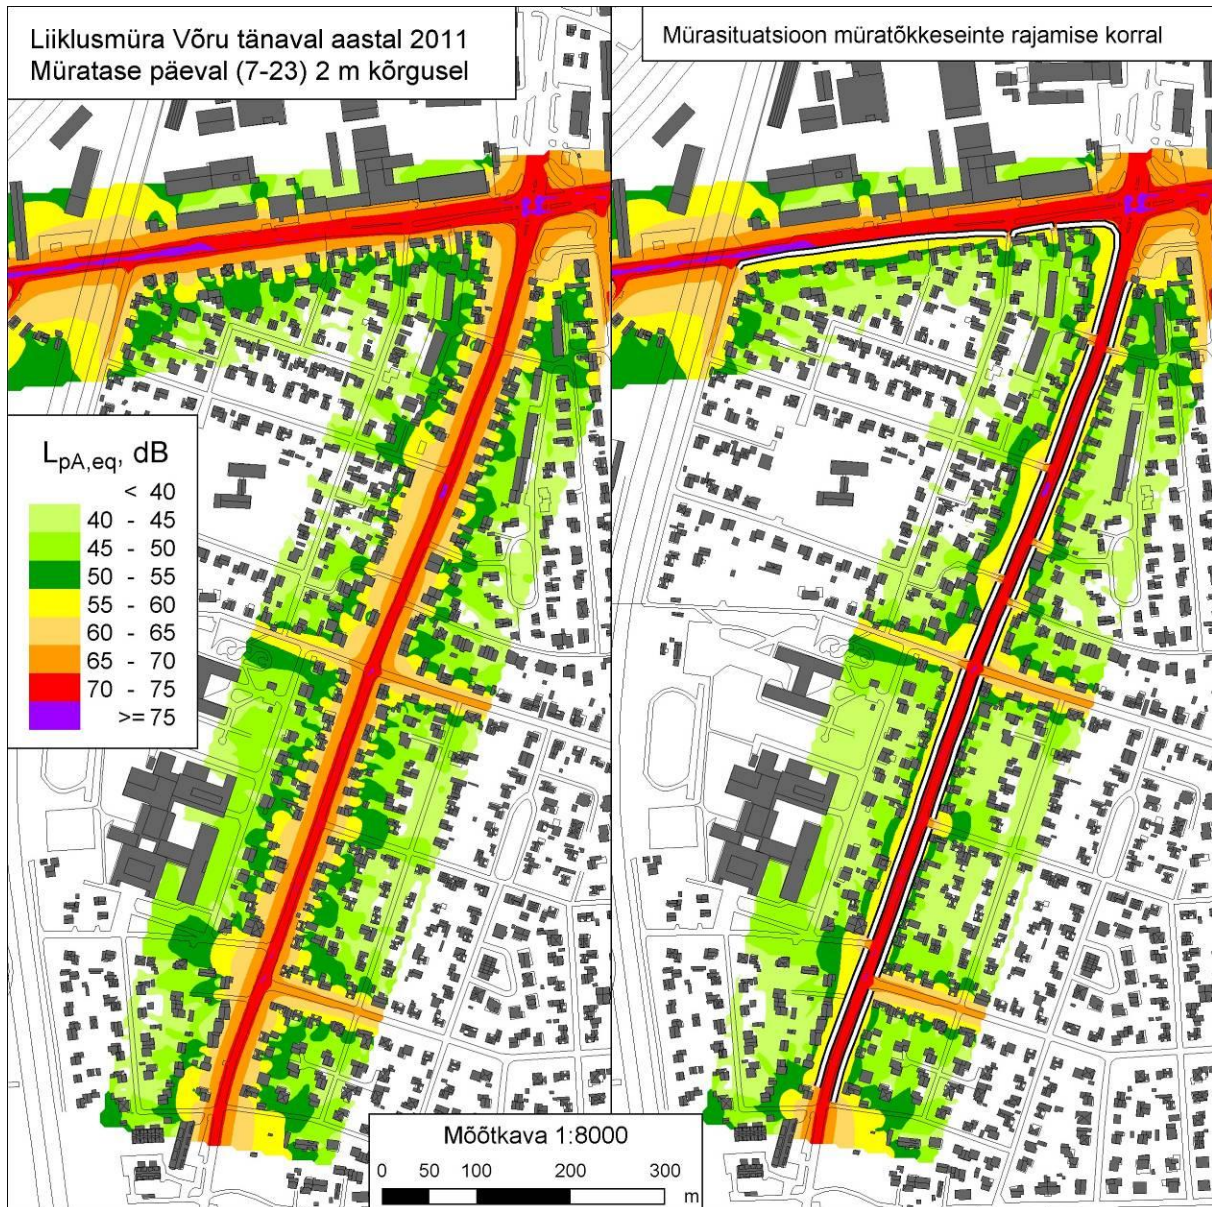 Liiklusmüra Võru tänaval aastal 2011
Müratase päeval (7-23) 2 m kõrgusel
Mürasituatsioon müratõkkeseinte rajamise korral
LpA,eq, dB
< 40
40 - 45
45 - 50
50 - 55
55 - 60
60 - 65
65 - 70
70 - 75
>= 75
Mõõtkava 1:8000
0 50 100 200 300
m